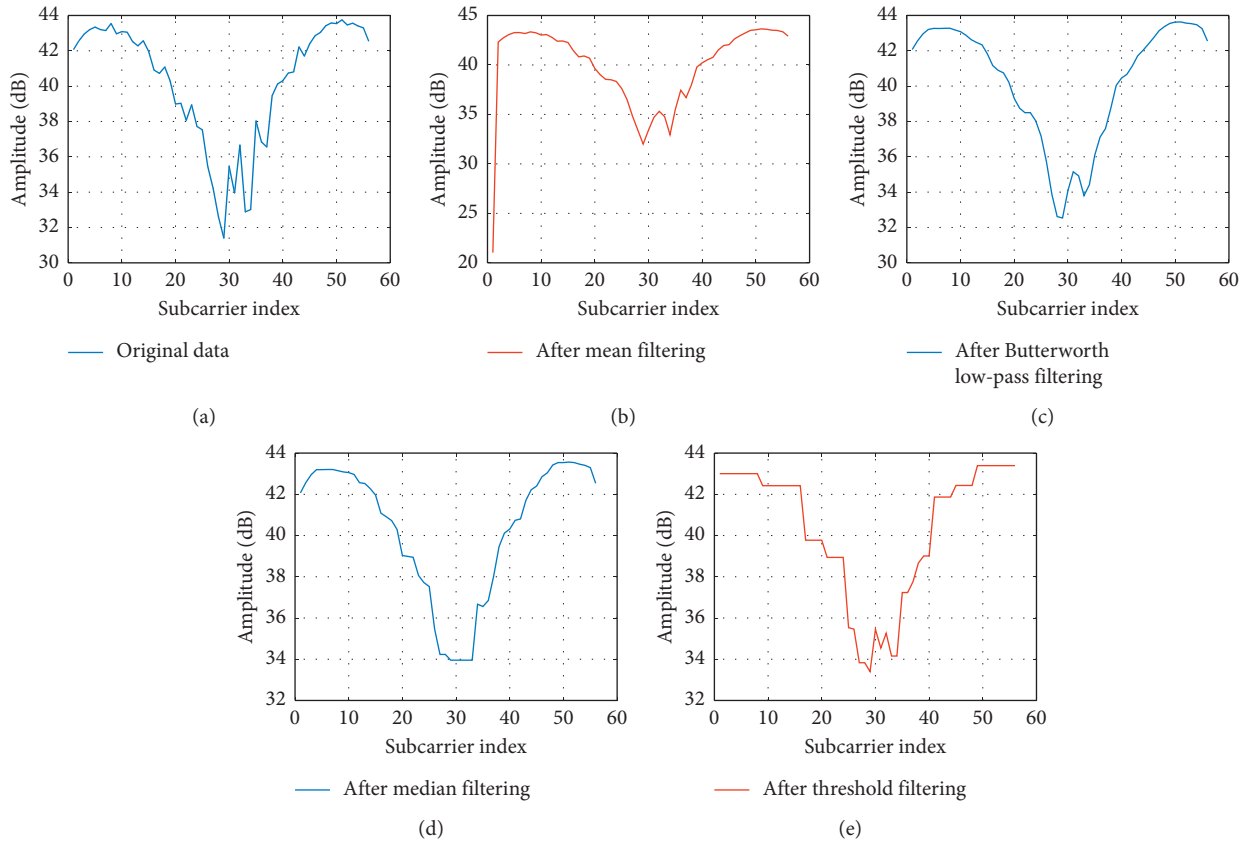 44
42
40
38
36
34
32
30
Amplitude (dB)
0 10 20 30 40 50 60
Subcarrier index
Original data
(a)
45
40
35
30
25
20
Amplitude (dB)
0 10 20 30 40 50 60
Subcarrier index
After mean filtering
(b)
44
42
40
38
36
34
32
30
Amplitude (dB)
0 10 20 30 40 50 60
Subcarrier index
After Butterworth
low-pass filtering
(c)
44
42
40
38
36
34
32
Amplitude (dB)
0 10 20 30 40 50 60
Subcarrier index
After median filtering
(d)
44
42
40
38
36
34
32
Amplitude (dB)
0 10 20 30 40 50 60
Subcarrier index
After threshold filtering
(e)